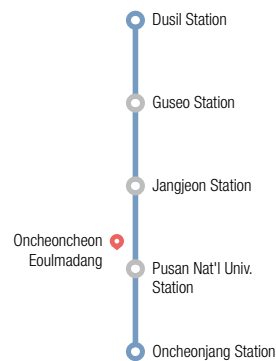 Dusil Station
Guseo Station
Jangjeon Station
Oncheoncheon
Eoulmadang
Pusan Nat'l Univ.
Station
Oncheonjang Station